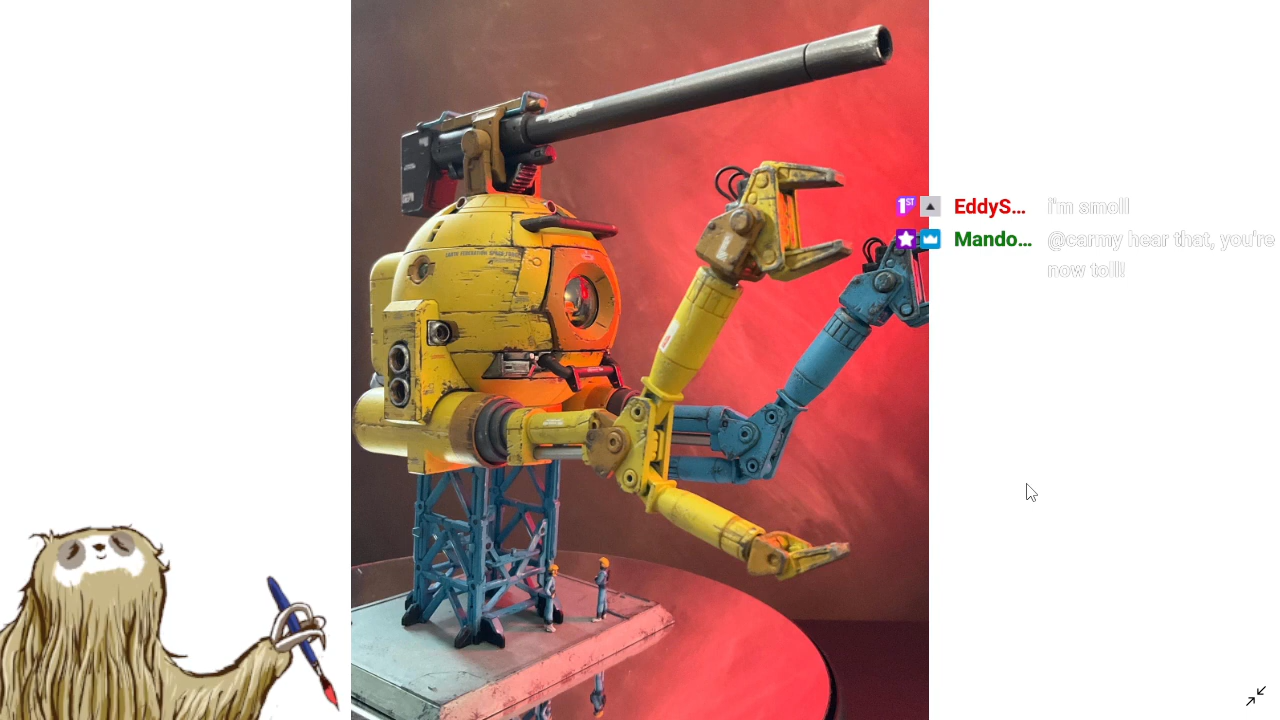 1ST EddyS... i'm smoll
Mando... @carmy hear that, you're
now toll!